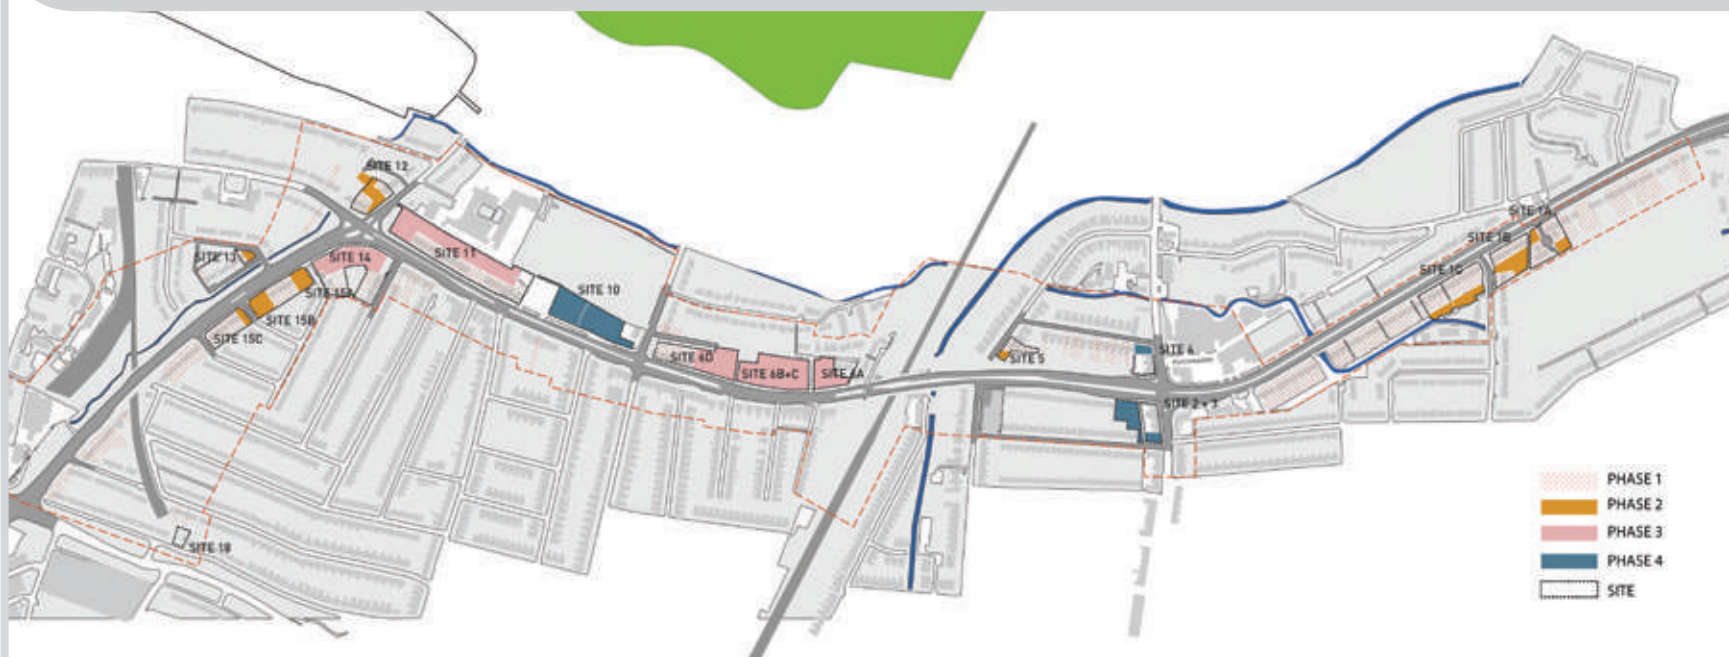 SITE 12
SITE 13
SITE 14
SITE 11
SITE 15A
SITE 15B
SITE 15C
SITE 10
SITE 6D
SITE 6B+C
SITE 6A
SITE 5
SITE 4
SITE 2 + 3
SITE 1A
SITE 1B
SITE 1C
SITE 18
PHASE 1
PHASE 2
PHASE 3
PHASE 4
SITE